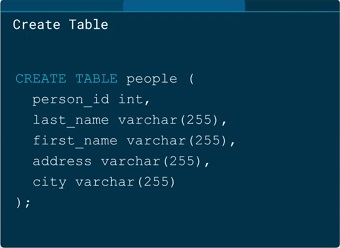 Create Table
CREATE TABLE people (
  person_id int,
  last_name varchar(255),
  first_name varchar(255),
  address varchar(255),
  city varchar(255)
);